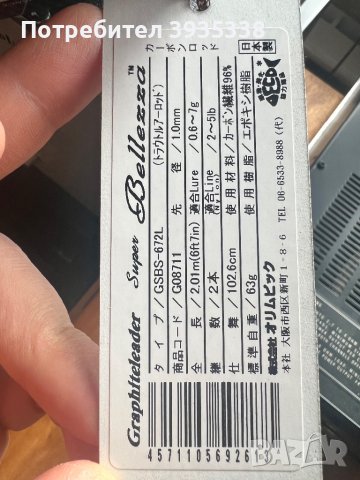 Потребител 3935338
カーボンロッド
日本製
Graphiteleader Super Bellezza™
(トラウトルアーロッド)
タイプ/GSBS-672L
商品コード/G08711
先径/1.0mm
全長/2.01m(6ft7in)
適合Lure/0.6~7g
継数/2本
適合Line(Nylon)/2~5lb
仕舞/102.6cm
使用材料/カーボン繊維96%
標準自重/63g
使用樹脂/エポキシ樹脂
株式会社オリムピック
本社 大阪市西区新町1-8-6 TEL 06-6533-8988(代)
BAZAR